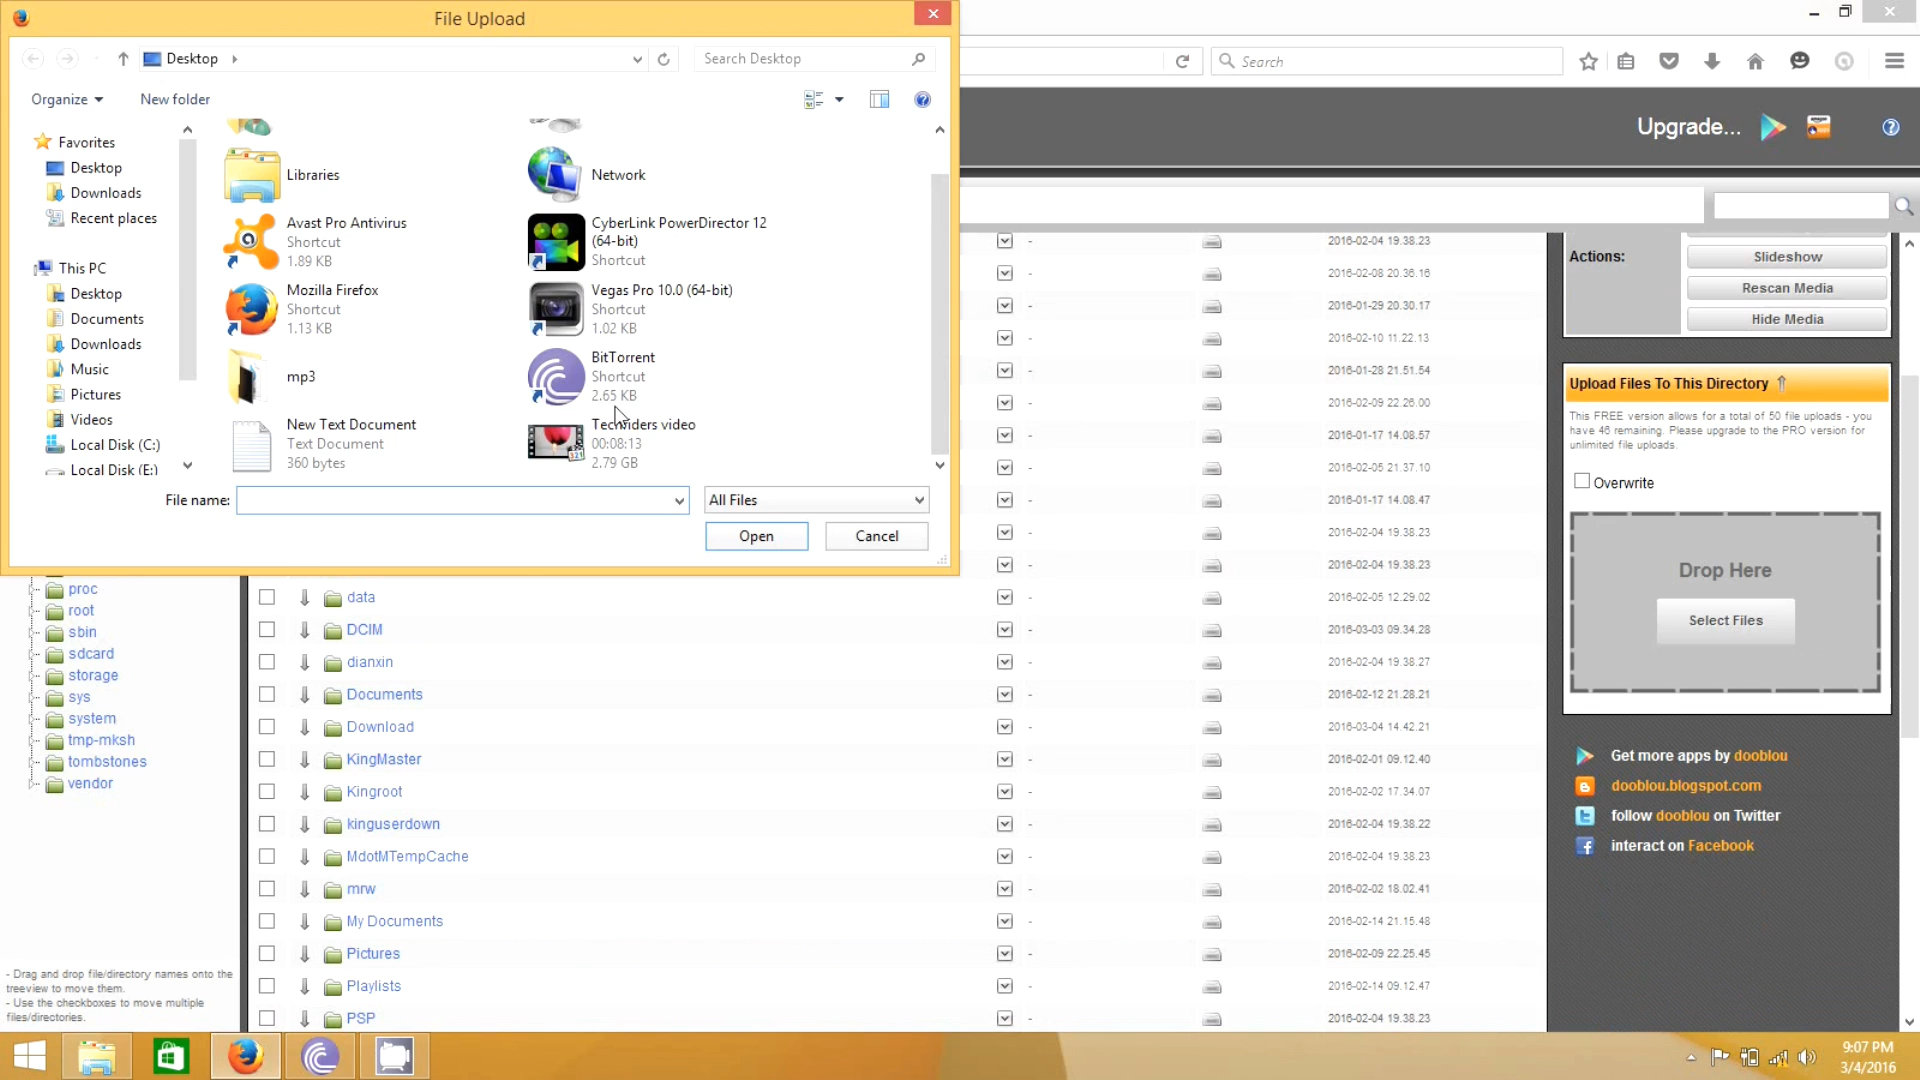 File Upload
Desktop
Search Desktop
Search
Organize
New folder
Upgrade...
Favorites
Desktop
Downloads
Recent places
This PC
Desktop
Documents
Downloads
Music
Pictures
Videos
Local Disk (C:)
Local Disk (E:)
Libraries
Network
Avast Pro Antivirus
Shortcut
1.89 KB
CyberLink PowerDirector 12
(64-bit)
Shortcut
Mozilla Firefox
Shortcut
1.13 KB
Vegas Pro 10.0 (64-bit)
Shortcut
1.02 KB
mp3
BitTorrent
Shortcut
2.65 KB
New Text Document
Text Document
360 bytes
video
00:08:13
2.79 GB
File name:
All Files
Open
Cancel
2016-02-04 19.38.23
2016-02-08 20.36.16
2016-01-29 20.30.17
2016-02-10 11.22.13
2016-01-28 21.51.54
2016-02-09 22.26.00
2016-01-17 14.08.57
2016-02-05 21.37.10
2016-01-17 14.08.47
2016-02-04 19.38.23
2016-02-04 19.38.23
data - 2016-02-05 12.29.02
DCIM - 2016-03-03 09.34.28
dianxin - 2016-02-04 19.38.27
Documents - 2016-02-12 21.28.21
Download - 2016-03-04 14.42.21
KingMaster - 2016-02-01 09.12.40
Kingroot - 2016-02-02 17.34.07
kinguserdown - 2016-02-04 19.38.22
MdotMTempCache - 2016-02-04 19.38.23
mrw - 2016-02-02 18.02.41
My Documents - 2016-02-14 21.15.48
Pictures - 2016-02-09 22.25.45
Playlists - 2016-02-14 09.12.47
PSP - 2016-02-04 19.38.23
proc
root
sbin
sdcard
storage
sys
system
tmp-mksh
tombstones
vendor
- Drag and drop file/directory names onto the
treeview to move them.
- Use the checkboxes to move multiple
files/directories.
Actions:
Slideshow
Rescan Media
Hide Media
Upload Files To This Directory
This FREE version allows for a total of 50 file uploads - you
have 46 remaining. Please upgrade to the PRO version for
unlimited file uploads.
Overwrite
Drop Here
Select Files
Get more apps by dooblou
dooblou.blogspot.com
follow dooblou on Twitter
interact on Facebook
9:07 PM
3/4/2016